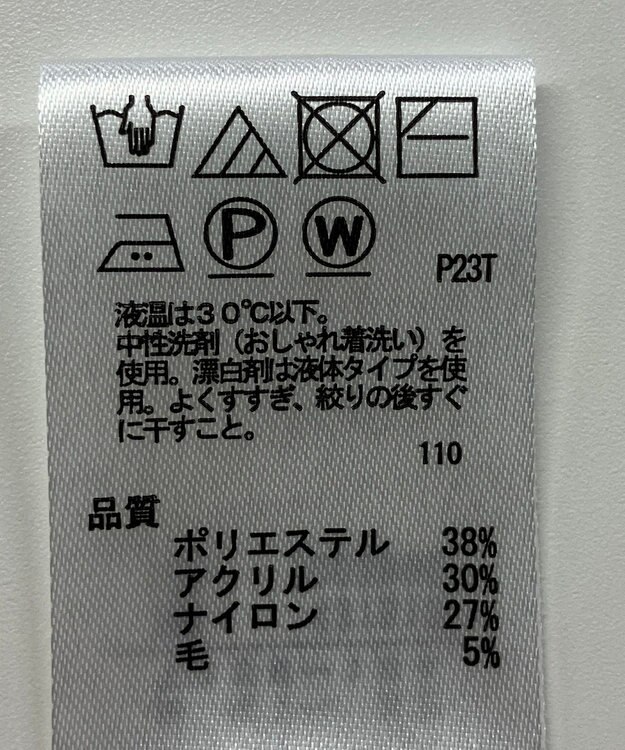 P W
P23T
液温は30℃以下。
中性洗剤（おしゃれ着洗い）を
使用。漂白剤は液体タイプを使
用。よくすすぎ、絞りの後すぐ
に干すこと。
110
品質
ポリエステル 38%
アクリル 30%
ナイロン 27%
毛 5%